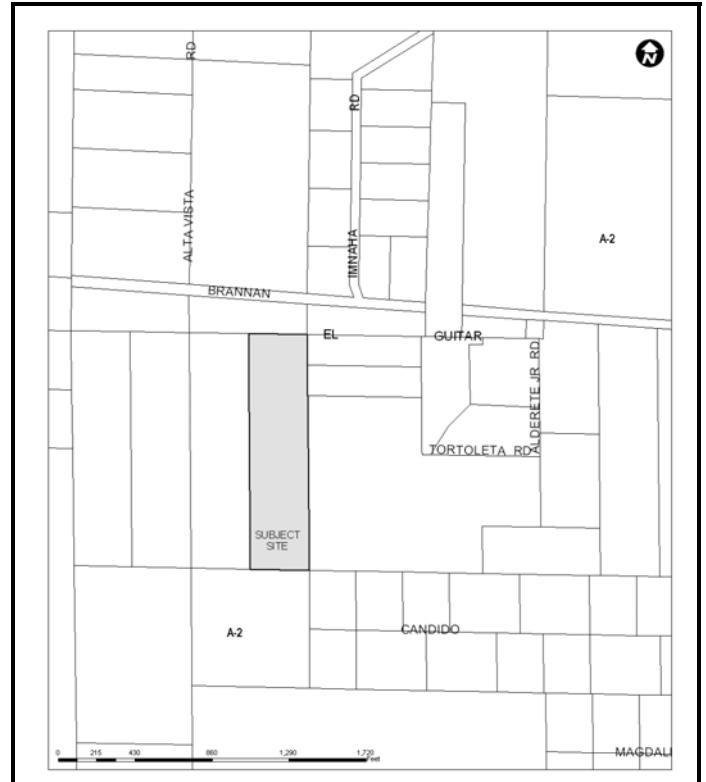 N
RD
RD
ALTA VISTA
IMNAHA
A-2
BRANNAN
EL GUITAR
ALDERETE JR RD
TORTOLETA RD
SUBJECT
SITE
A-2
CANDIDO
0 215 430 860 1,290 1,720
Feet
MAGDALI